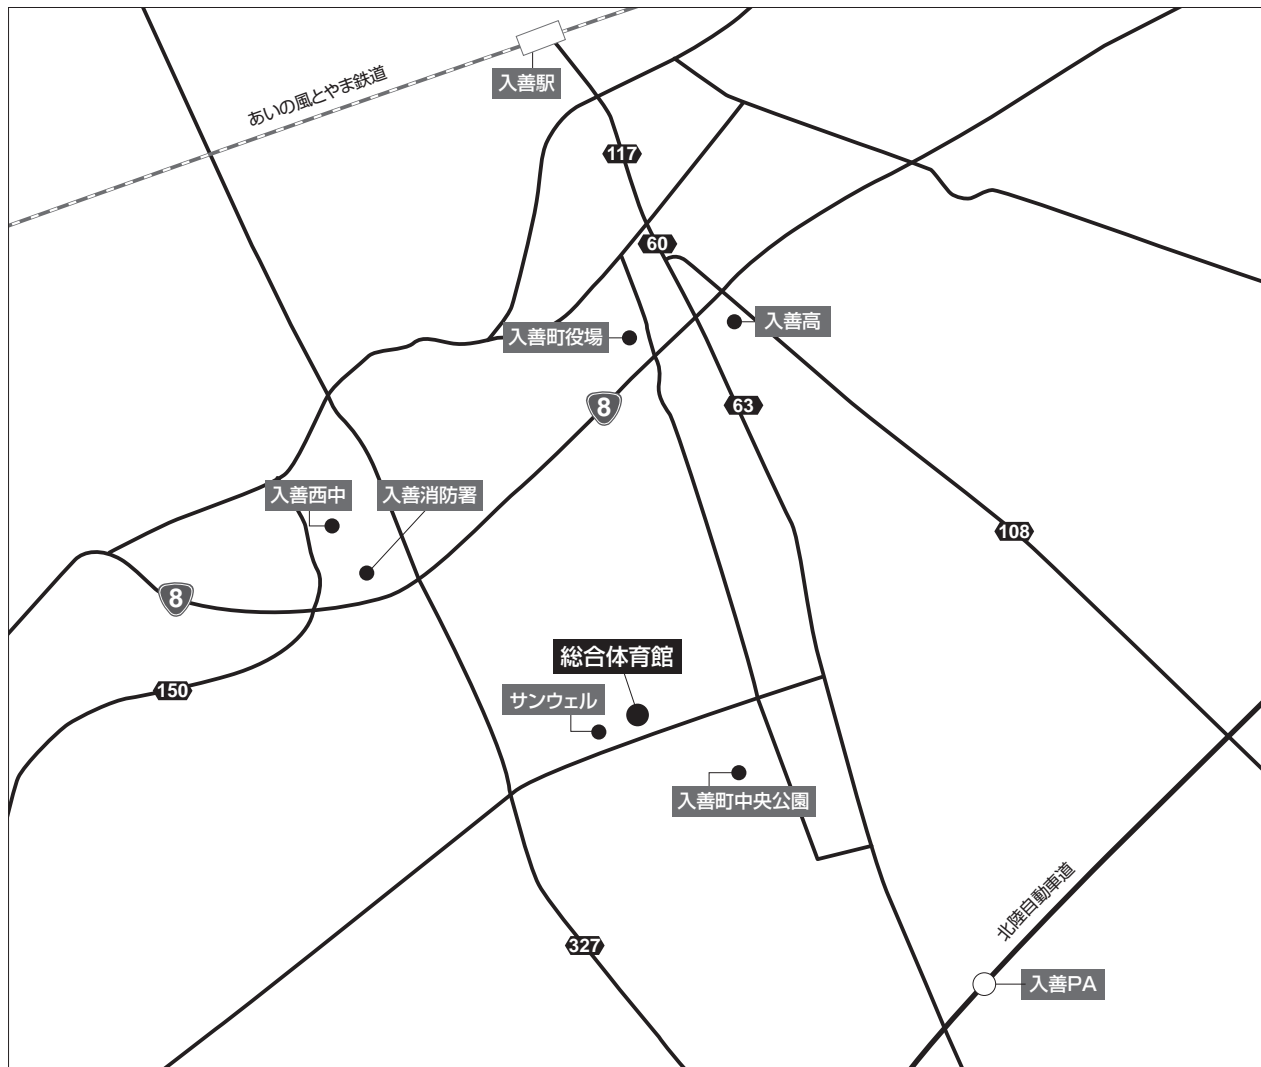 入善駅
あいの風とやま鉄道
117
60
入善高
入善町役場
8
63
入善西中
入善消防署
108
8
総合体育館
150
サンウェル
入善町中央公園
北陸自動車道
327
入善PA